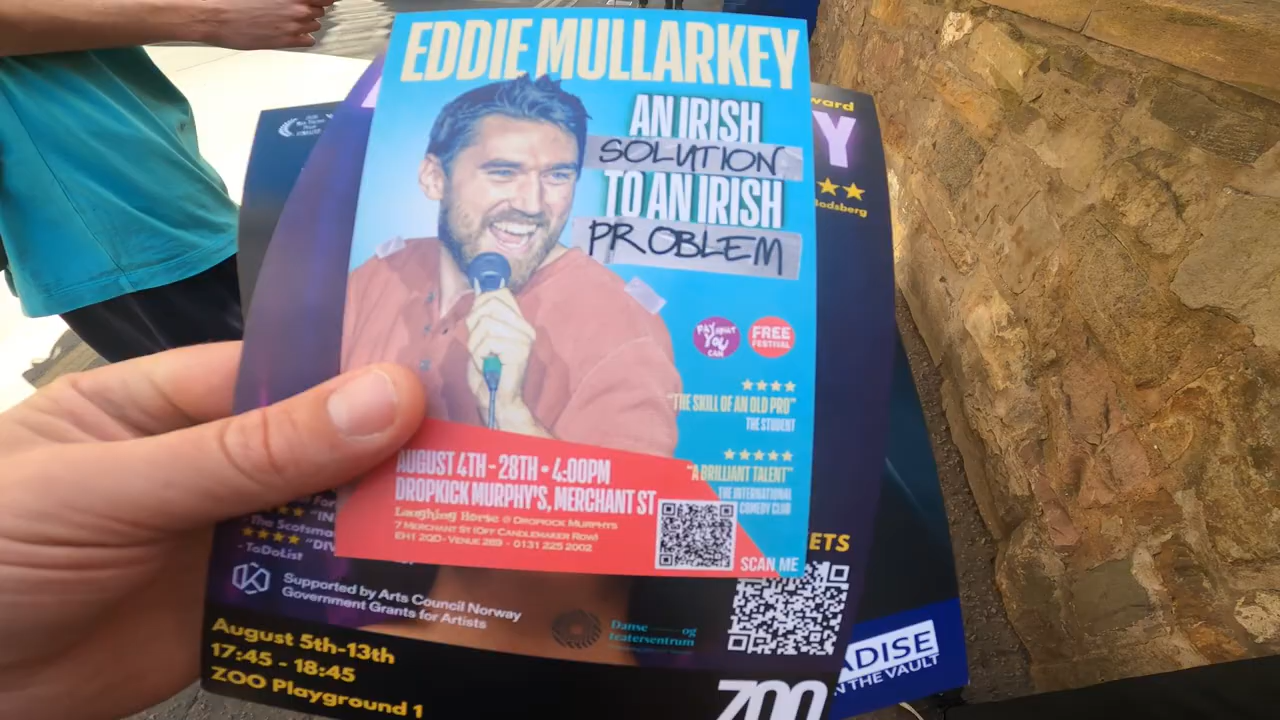 EDDIE MULLARKEY
AN IRISH
SOLUTION
TO AN IRISH
PROBLEM
PAY WHAT
YOU
CAN
FREE
FESTIVAL
★★★★
"THE SKILL OF AN OLD PRO"
THE STUDENT
★★★★★
"A BRILLIANT TALENT"
THE INTERNATIONAL
COMEDY CLUB
AUGUST 4TH - 28TH • 4:00PM
DROPKICK MURPHY'S, MERCHANT ST
Laughing Horse @ DROPKICK MURPHYS
7 MERCHANT ST (OFF CANDLEMAKER ROW)
EH1 2QD - VENUE 289 - 0131 225 2002
SCAN ME
ward
Y
★★
Bodsberg
For
★★ "IN
The Scotsma
★★★★ "DIV
- ToDoList
ETS
Supported by Arts Council Norway
Government Grants for Artists
Danse og
Teatersentrum
August 5th-13th
17:45 - 18:45
ZOO Playground 1
ZOO
ADISE
IN THE VAULT